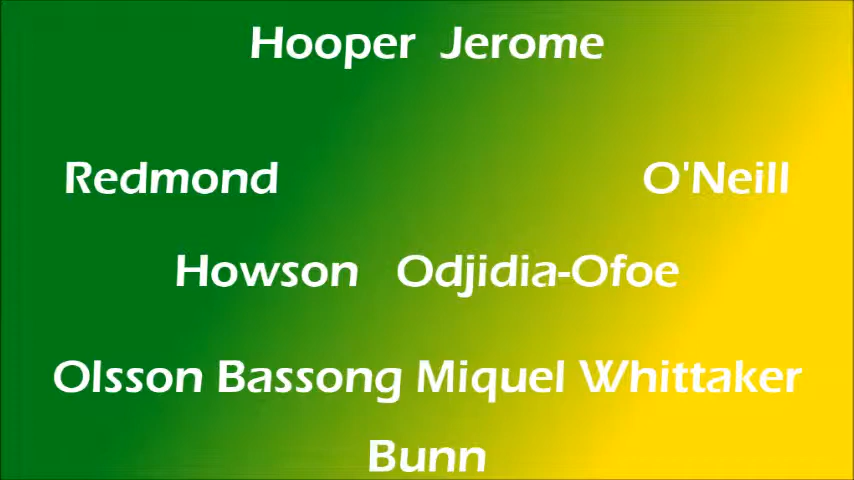 Hooper Jerome
Redmond O'Neill
Howson Odjidia-Ofoe
Olsson Bassong Miquel Whittaker
Bunn